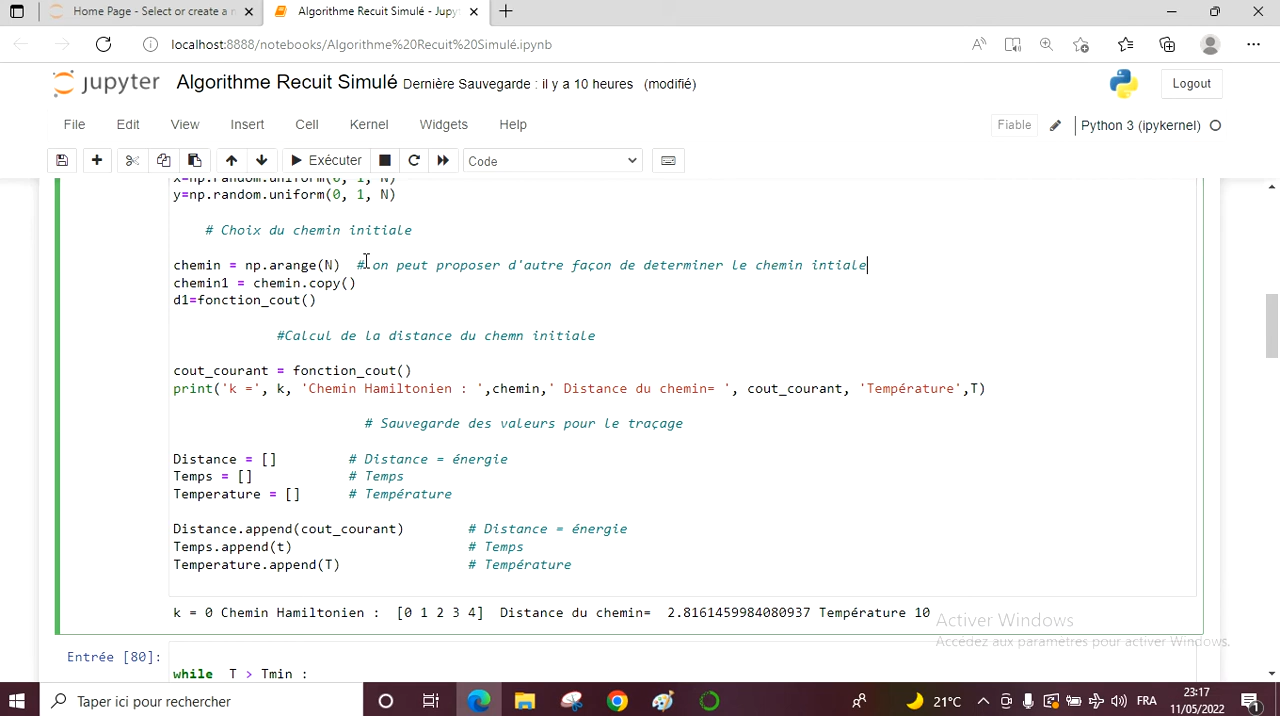 Home Page - Select or create a n
Algorithme Recuit Simulé - Jupy
localhost:8888/notebooks/Algorithme%20Recuit%20Simulé.ipynb
jupyter Algorithme Recuit Simulé Dernière Sauvegarde : il y a 10 heures (modifié)
Logout
File Edit View Insert Cell Kernel Widgets Help
Fiable
Python 3 (ipykernel)
Exécuter
Code
x=np.random.uniform(0, 1, N)
y=np.random.uniform(0, 1, N)
# Choix du chemin initiale
chemin = np.arange(N) # on peut proposer d'autre façon de determiner le chemin intiale
chemin1 = chemin.copy()
d1=fonction_cout()
#Calcul de la distance du chemn initiale
cout_courant = fonction_cout()
print('k =', k, 'Chemin Hamiltonien : ',chemin,' Distance du chemin= ', cout_courant, 'Température',T)
# Sauvegarde des valeurs pour le traçage
Distance = [] # Distance = énergie
Temps = [] # Temps
Temperature = [] # Température
Distance.append(cout_courant) # Distance = énergie
Temps.append(t) # Temps
Temperature.append(T) # Température
k = 0 Chemin Hamiltonien : [0 1 2 3 4] Distance du chemin= 2.8161459984080937 Température 10
Activer Windows
Accédez aux paramètres pour activer Windows.
Entrée [80]:
while T > Tmin :
Taper ici pour rechercher
21°C
FRA
23:17
11/05/2022
1